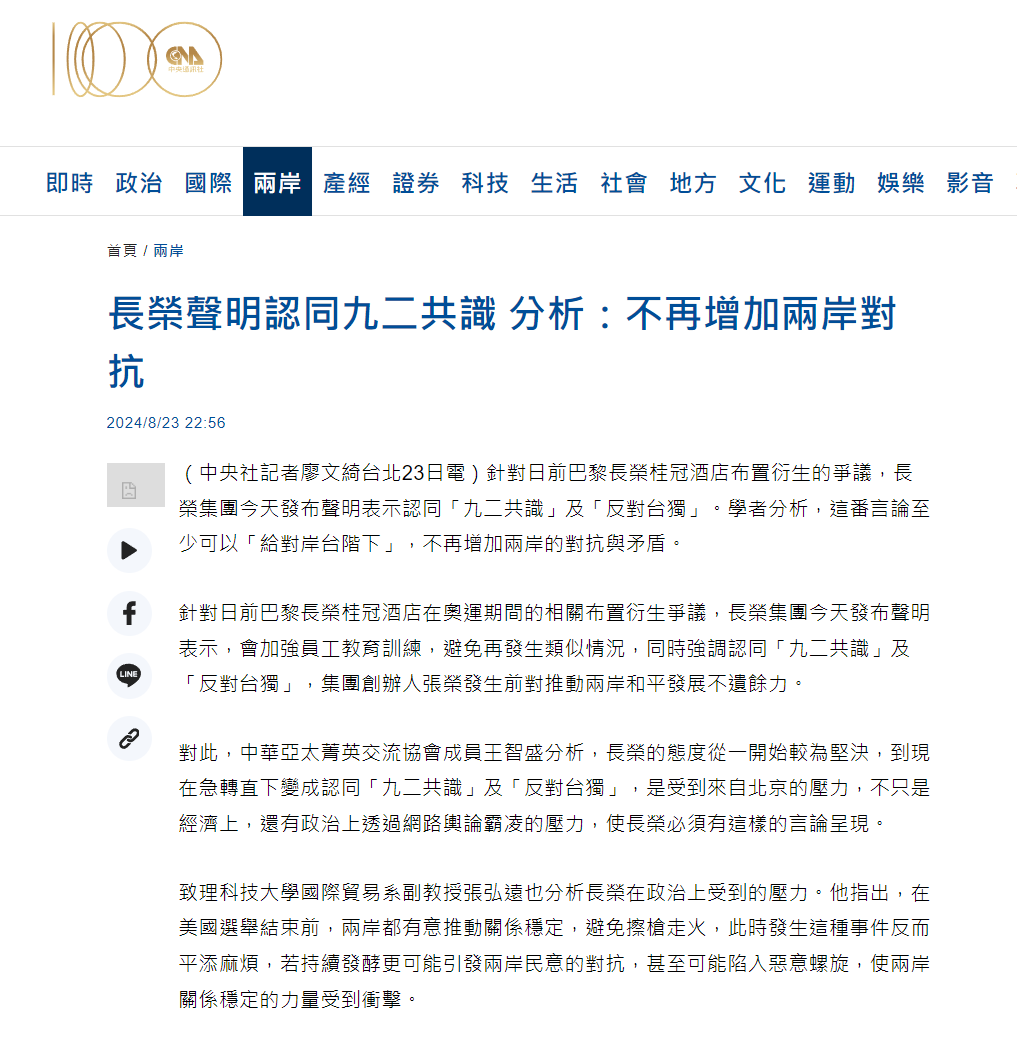 1000
CNA
中央通訊社
即時 政治 國際 兩岸 產經 證券 科技 生活 社會 地方 文化 運動 娛樂 影音
首頁 / 兩岸
長榮聲明認同九二共識 分析：不再增加兩岸對
抗
2024/8/23 22:56
（中央社記者廖文綺台北23日電）針對日前巴黎長榮桂冠酒店布置衍生的爭議，長
榮集團今天發布聲明表示認同「九二共識」及「反對台獨」。學者分析，這番言論至
少可以「給對岸台階下」，不再增加兩岸的對抗與矛盾。
針對日前巴黎長榮桂冠酒店在奧運期間的相關布置衍生爭議，長榮集團今天發布聲明
表示，會加強員工教育訓練，避免再發生類似情況，同時強調認同「九二共識」及
「反對台獨」，集團創辦人張榮發生前對推動兩岸和平發展不遺餘力。
LINE
對此，中華亞太菁英交流協會成員王智盛分析，長榮的態度從一開始較為堅決，到現
在急轉直下變成認同「九二共識」及「反對台獨」，是受到來自北京的壓力，不只是
經濟上，還有政治上透過網路輿論霸凌的壓力，使長榮必須有這樣的言論呈現。
致理科技大學國際貿易系副教授張弘遠也分析長榮在政治上受到的壓力。他指出，在
美國選舉結束前，兩岸都有意推動關係穩定，避免擦槍走火，此時發生這種事件反而
平添麻煩，若持續發酵更可能引發兩岸民意的對抗，甚至可能陷入惡意螺旋，使兩岸
關係穩定的力量受到衝擊。